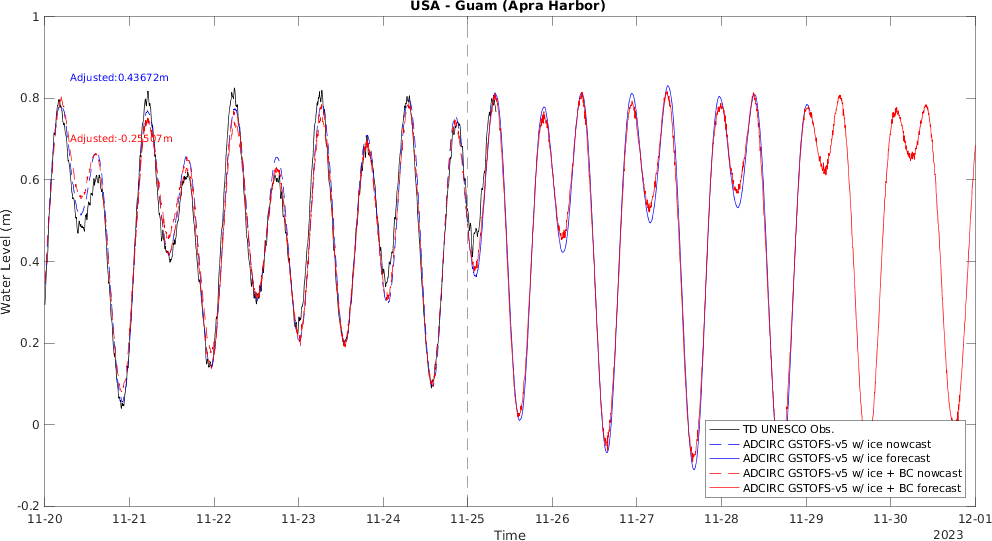 USA - Guam (Apra Harbor)
1
0.8
0.6
0.4
0.2
0
-0.2
Water Level (m)
Adjusted:0.43672m
Adjusted:-0.25507m
TD UNESCO Obs.
ADCIRC GSTOFS-v5 w/ ice nowcast
ADCIRC GSTOFS-v5 w/ ice forecast
ADCIRC GSTOFS-v5 w/ ice + BC nowcast
ADCIRC GSTOFS-v5 w/ ice + BC forecast
11-20 11-21 11-22 11-23 11-24 11-25 11-26 11-27 11-28 11-29 11-30 12-01
Time
2023